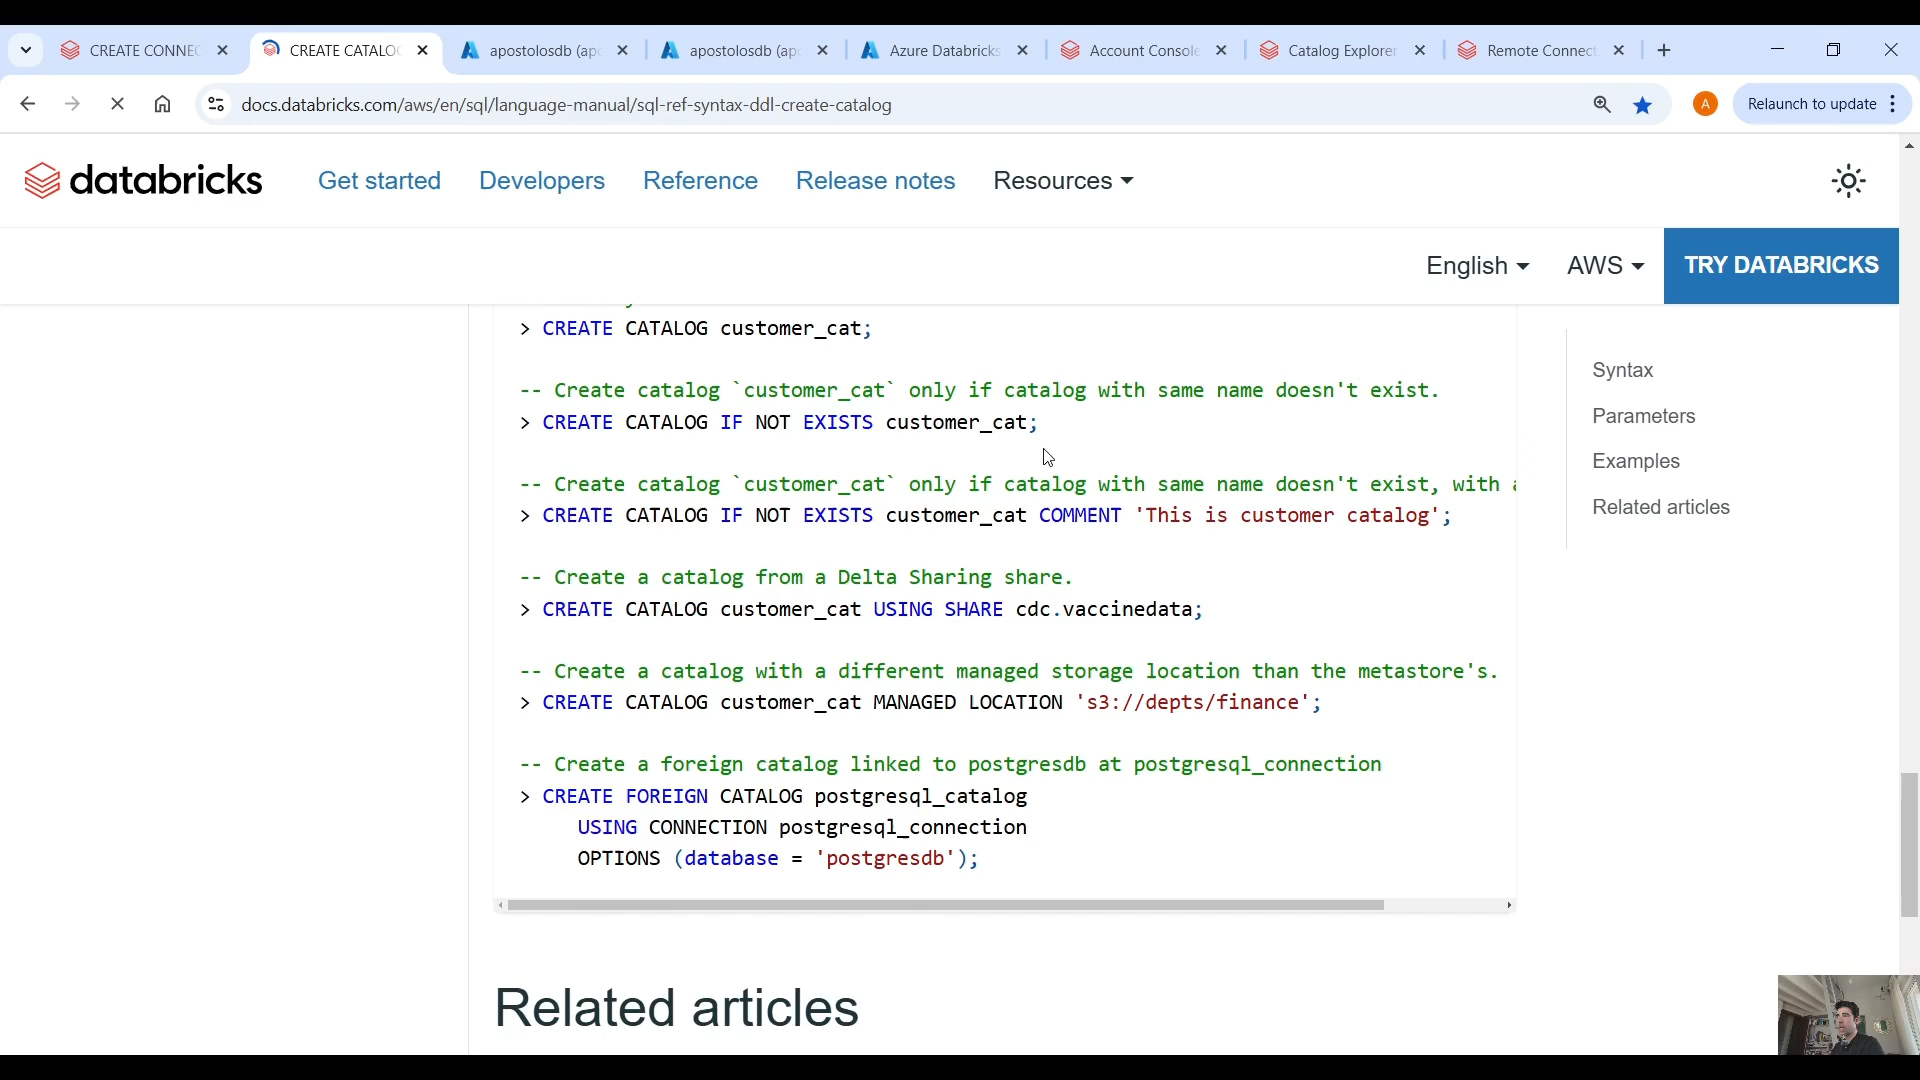 CREATE CONNEC
CREATE CATALOG
apostolosdb (apo
apostolosdb (apo
Azure Databricks
Account Console
Catalog Explorer
Remote Connect
docs.databricks.com/aws/en/sql/language-manual/sql-ref-syntax-ddl-create-catalog
A
Relaunch to update
databricks
Get started
Developers
Reference
Release notes
Resources
English
AWS
TRY DATABRICKS
> CREATE CATALOG customer_cat;
-- Create catalog `customer_cat` only if catalog with same name doesn't exist.
> CREATE CATALOG IF NOT EXISTS customer_cat;
-- Create catalog `customer_cat` only if catalog with same name doesn't exist, with
> CREATE CATALOG IF NOT EXISTS customer_cat COMMENT 'This is customer catalog';
-- Create a catalog from a Delta Sharing share.
> CREATE CATALOG customer_cat USING SHARE cdc.vaccinedata;
-- Create a catalog with a different managed storage location than the metastore's.
> CREATE CATALOG customer_cat MANAGED LOCATION 's3://depts/finance';
-- Create a foreign catalog linked to postgresdb at postgresql_connection
> CREATE FOREIGN CATALOG postgresql_catalog
USING CONNECTION postgresql_connection
OPTIONS (database = 'postgresdb');
Syntax
Parameters
Examples
Related articles
Related articles